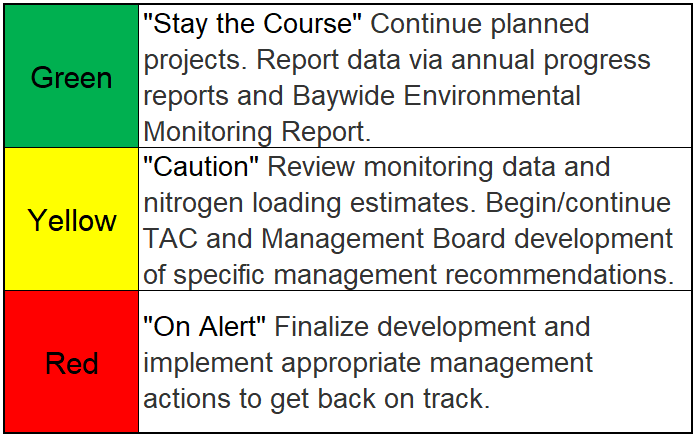 Green
"Stay the Course" Continue planned
projects. Report data via annual progress
reports and Baywide Environmental
Monitoring Report.
Yellow
"Caution" Review monitoring data and
nitrogen loading estimates. Begin/continue
TAC and Management Board development
of specific management recommendations.
Red
"On Alert" Finalize development and
implement appropriate management
actions to get back on track.